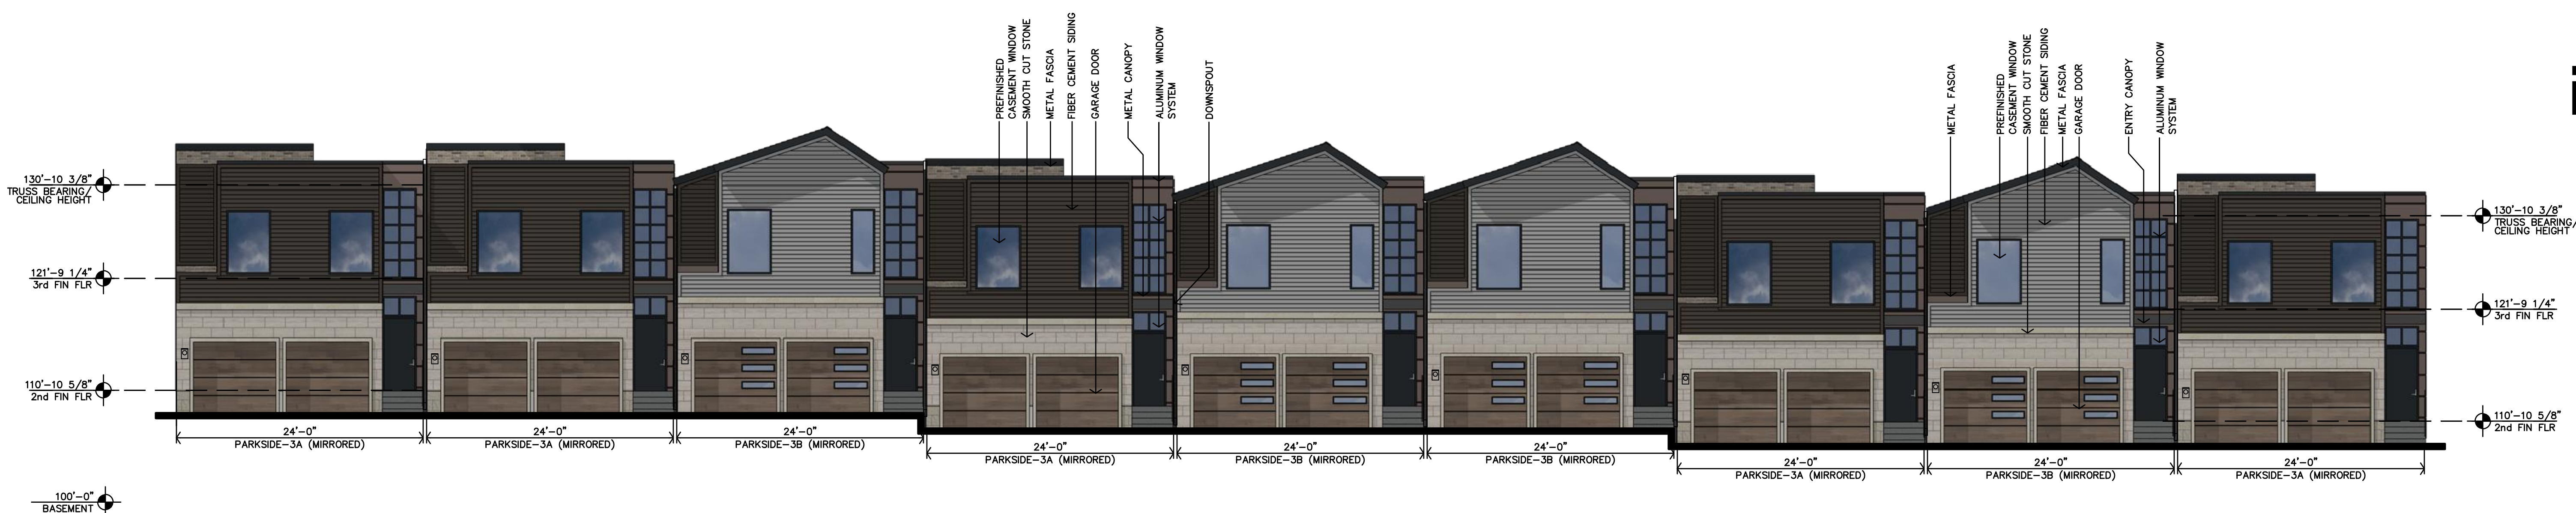 PREFINISHED
CASEMENT WINDOW
SMOOTH CUT STONE
METAL FASCIA
FIBER CEMENT SIDING
GARAGE DOOR
METAL CANOPY
ALUMINUM WINDOW
SYSTEM
DOWNSPOUT
METAL FASCIA
PREFINISHED
CASEMENT WINDOW
SMOOTH CUT STONE
FIBER CEMENT SIDING
METAL FASCIA
GARAGE DOOR
ENTRY CANOPY
ALUMINUM WINDOW
SYSTEM
130'-10 3/8"
TRUSS BEARING/
CEILING HEIGHT
121'-9 1/4"
3rd FIN FLR
110'-10 5/8"
2nd FIN FLR
100'-0"
BASEMENT
130'-10 3/8"
TRUSS BEARING/
CEILING HEIGHT
121'-9 1/4"
3rd FIN FLR
110'-10 5/8"
2nd FIN FLR
24'-0"
PARKSIDE-3A (MIRRORED)
24'-0"
PARKSIDE-3A (MIRRORED)
24'-0"
PARKSIDE-3B (MIRRORED)
24'-0"
PARKSIDE-3A (MIRRORED)
24'-0"
PARKSIDE-3B (MIRRORED)
24'-0"
PARKSIDE-3B (MIRRORED)
24'-0"
PARKSIDE-3A (MIRRORED)
24'-0"
PARKSIDE-3B (MIRRORED)
24'-0"
PARKSIDE-3A (MIRRORED)